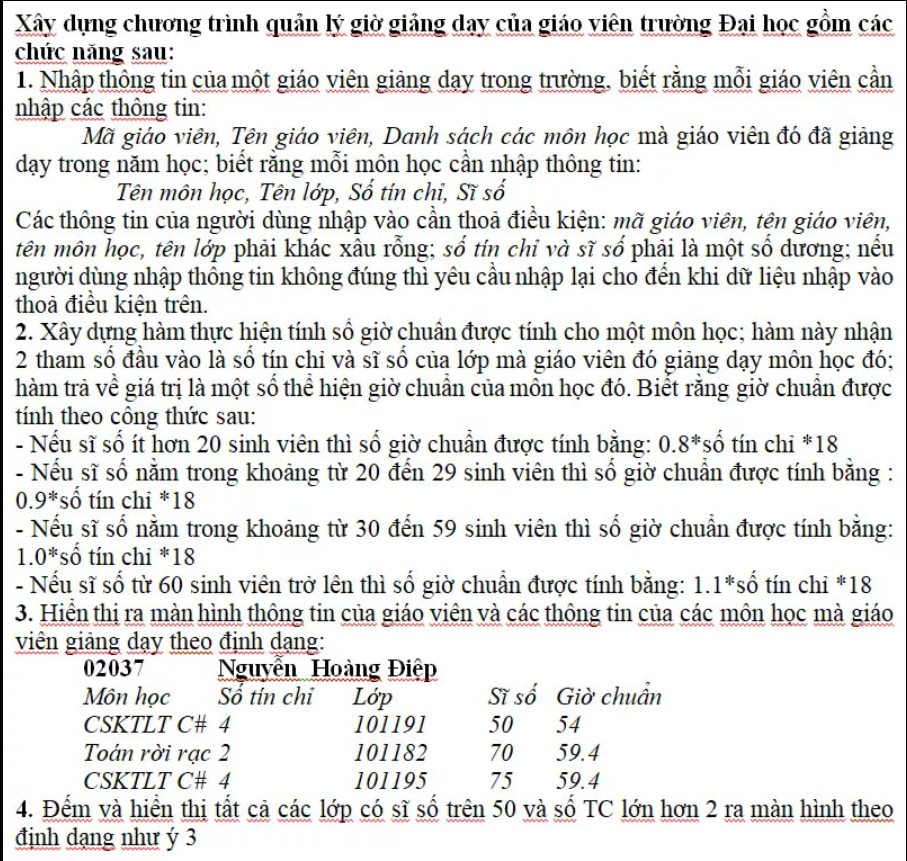 Xây dựng chương trình quản lý giờ giảng dạy của giáo viên trường Đại học gồm các
chức năng sau:
1. Nhập thông tin của một giáo viên giảng dạy trong trường, biết rằng mỗi giáo viên cần
nhập các thông tin:
Mã giáo viên, Tên giáo viên, Danh sách các môn học mà giáo viên đó đã giảng
dạy trong năm học; biết rằng mỗi môn học cần nhập thông tin:
Tên môn học, Tên lớp, Số tín chỉ, Sĩ số
Các thông tin của người dùng nhập vào cần thoả điều kiện: mã giáo viên, tên giáo viên,
tên môn học, tên lớp phải khác xâu rỗng; số tín chỉ và sĩ số phải là một số dương; nếu
người dùng nhập thông tin không đúng thì yêu cầu nhập lại cho đến khi dữ liệu nhập vào
thoả điều kiện trên.
2. Xây dựng hàm thực hiện tính số giờ chuẩn được tính cho một môn học; hàm này nhận
2 tham số đầu vào là số tín chỉ và sĩ số của lớp mà giáo viên đó giảng dạy môn học đó;
hàm trả về giá trị là một số thể hiện giờ chuẩn của môn học đó. Biết rằng giờ chuẩn được
tính theo công thức sau:
- Nếu sĩ số ít hơn 20 sinh viên thì số giờ chuẩn được tính bằng: 0.8*số tín chỉ *18
- Nếu sĩ số nằm trong khoảng từ 20 đến 29 sinh viên thì số giờ chuẩn được tính bằng :
0.9*số tín chỉ *18
- Nếu sĩ số nằm trong khoảng từ 30 đến 59 sinh viên thì số giờ chuẩn được tính bằng:
1.0*số tín chỉ *18
- Nếu sĩ số từ 60 sinh viên trở lên thì số giờ chuẩn được tính bằng: 1.1*số tín chỉ *18
3. Hiển thị ra màn hình thông tin của giáo viên và các thông tin của các môn học mà giáo
viên giảng dạy theo định dạng:
02037 Nguyễn Hoàng Điệp
Môn học Số tín chỉ Lớp Sĩ số Giờ chuẩn
CSKTLT C# 4 101191 50 54
Toán rời rạc 2 101182 70 59.4
CSKTLT C# 4 101195 75 59.4
4. Đếm và hiển thị tất cả các lớp có sĩ số trên 50 và số TC lớn hơn 2 ra màn hình theo
định dạng như ý 3